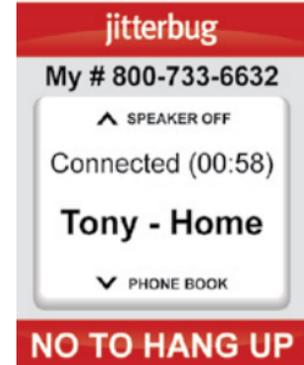 jitterbug
My # 800-733-6632
SPEAKER OFF
Connected (00:58)
Tony - Home
PHONE BOOK
NO TO HANG UP